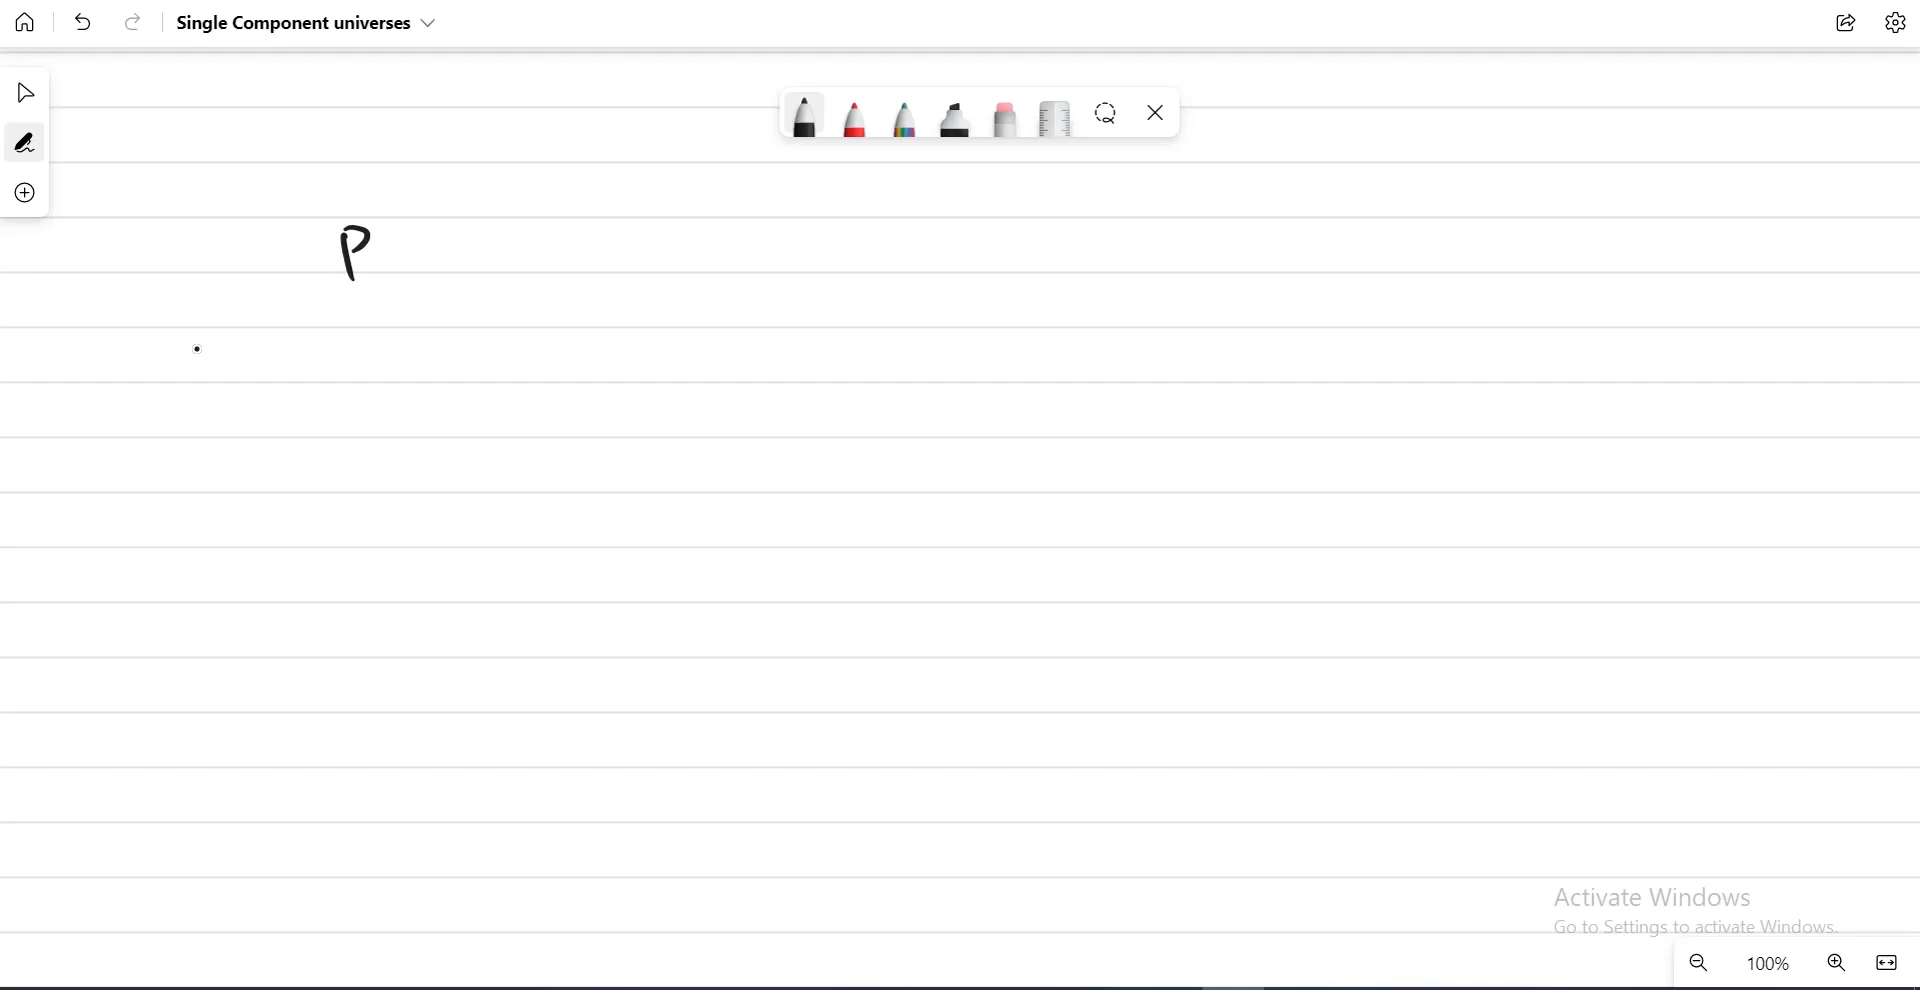 Single Component universes
P
Activate Windows
Go to Settings to activate Windows.
100%